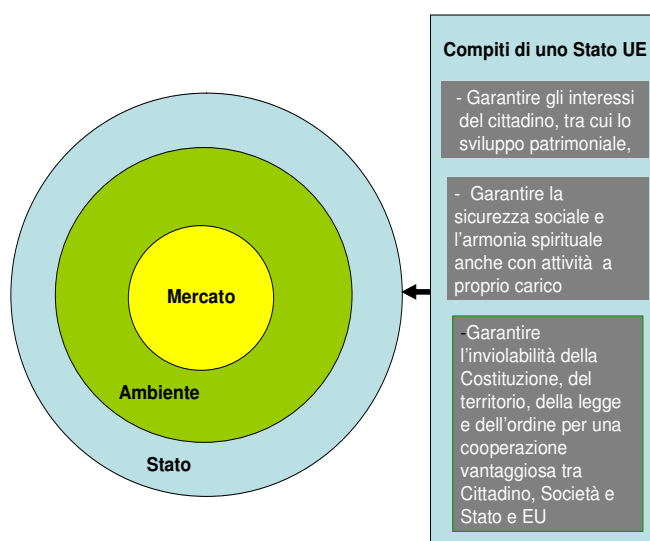 Compiti di uno Stato UE
- Garantire gli interessi
del cittadino, tra cui lo
sviluppo patrimoniale,
- Garantire la
sicurezza sociale e
l'armonia spirituale
anche con attività a
proprio carico
-Garantire
l'inviolabilità della
Costituzione, del
territorio, della legge
e dell'ordine per una
cooperazione
vantaggiosa tra
Cittadino, Società e
Stato e EU
Mercato
Ambiente
Stato